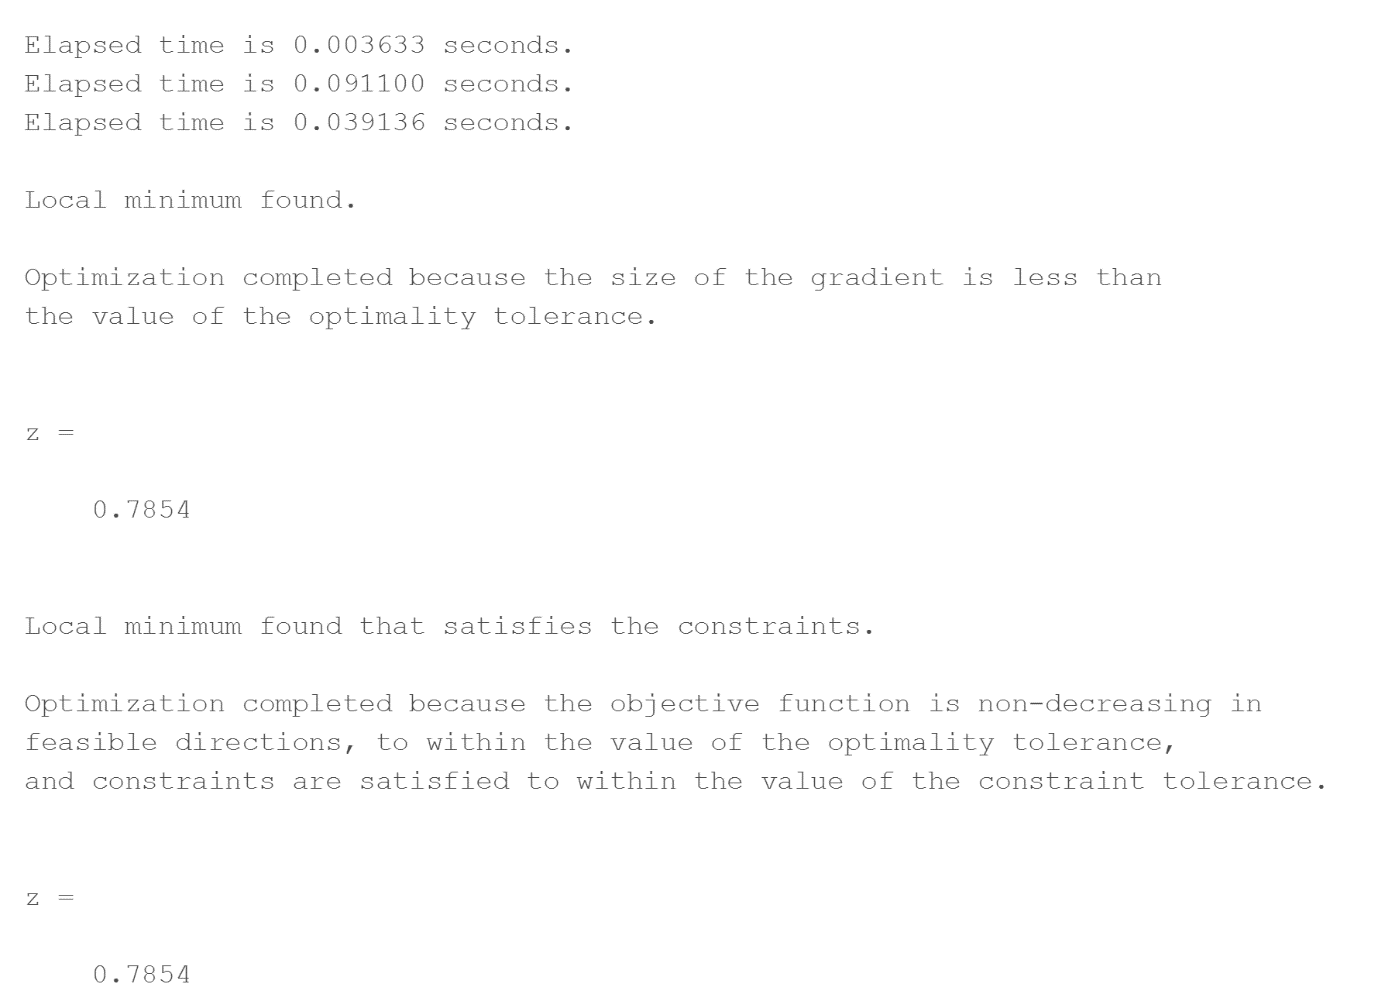 Elapsed time is 0.003633 seconds.
Elapsed time is 0.091100 seconds.
Elapsed time is 0.039136 seconds.
Local minimum found.
Optimization completed because the size of the gradient is less than
the value of the optimality tolerance.
z =
0.7854
Local minimum found that satisfies the constraints.
Optimization completed because the objective function is non-decreasing in
feasible directions, to within the value of the optimality tolerance,
and constraints are satisfied to within the value of the constraint tolerance.
z =
0.7854